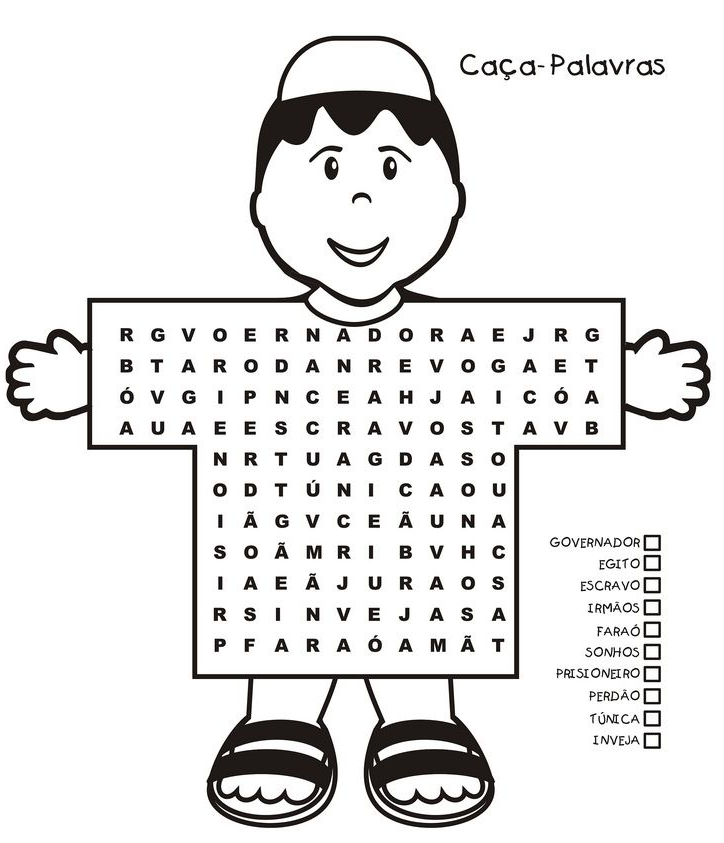 Caça-Palavras
R G V O E R N A D O R A E J R G
B T A R O D A N R E V O G A E T
Ó V G I P N C E A H J A I C Ó A
A U A E E S C R A V O S T A V B
N R T U A G D A S O
O D T Ú N I C A O U
I Ã G V C E Ã U N A
S O Ã M R I B V H C
I A E Ã J U R A O S
R S I N V E J A S A
P F A R A Ó A M Ã T
GOVERNADOR
EGITO
ESCRAVO
IRMÃOS
FARAÓ
SONHOS
PRISIONEIRO
PERDÃO
TÚNICA
INVEJA